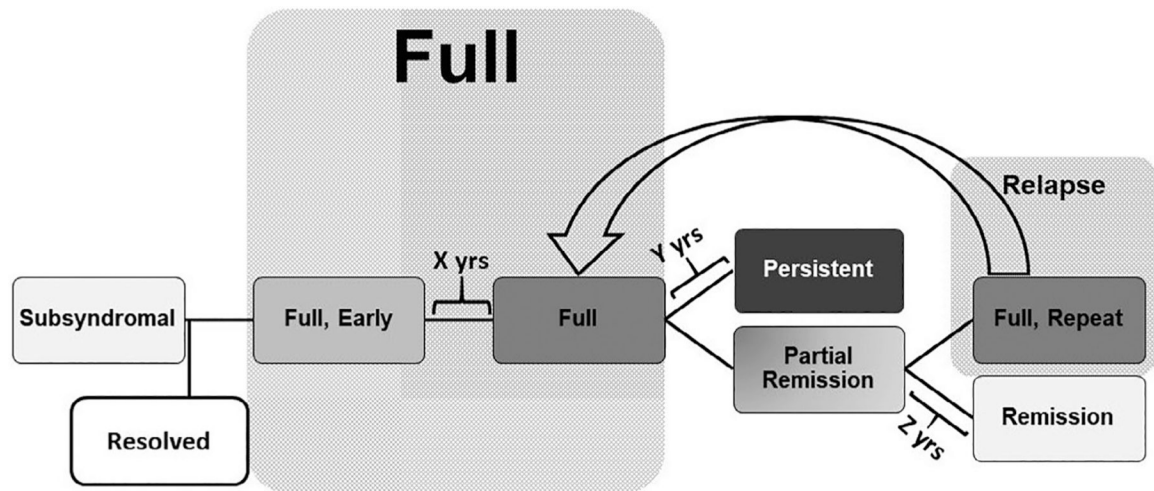 Full
Relapse
X yrs
Y yrs
Persistent
Subsyndromal
Full, Early
Full
Full, Repeat
Partial
Remission
Z yrs
Remission
Resolved